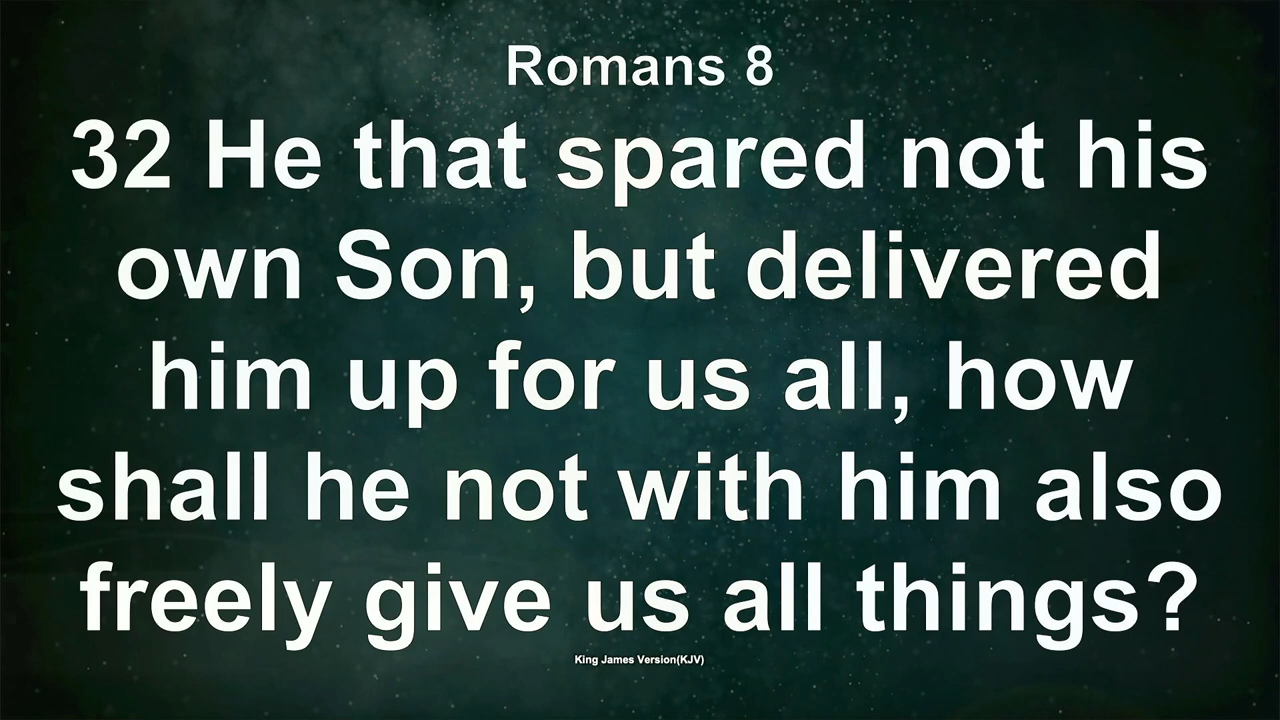 Romans 8
32 He that spared not his
own Son, but delivered
him up for us all, how
shall he not with him also
freely give us all things?
King James Version(KJV)